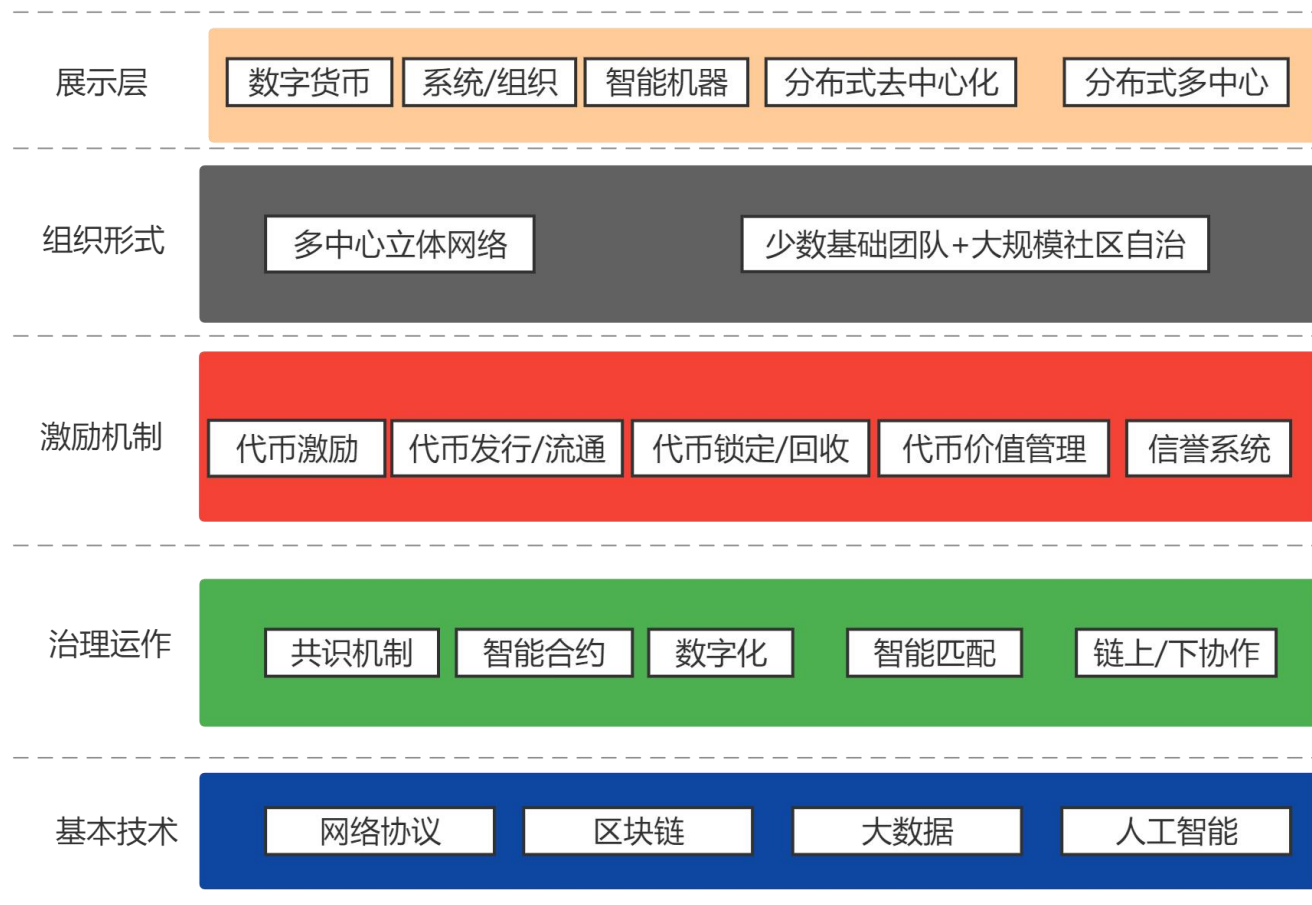 展示层
数字货币 系统/组织 智能机器 分布式去中心化 分布式多中心
组织形式
多中心立体网络 少数基础团队+大规模社区自治
激励机制
代币激励 代币发行/流通 代币锁定/回收 代币价值管理 信誉系统
治理运作
共识机制 智能合约 数字化 智能匹配 链上/下协作
基本技术
网络协议 区块链 大数据 人工智能